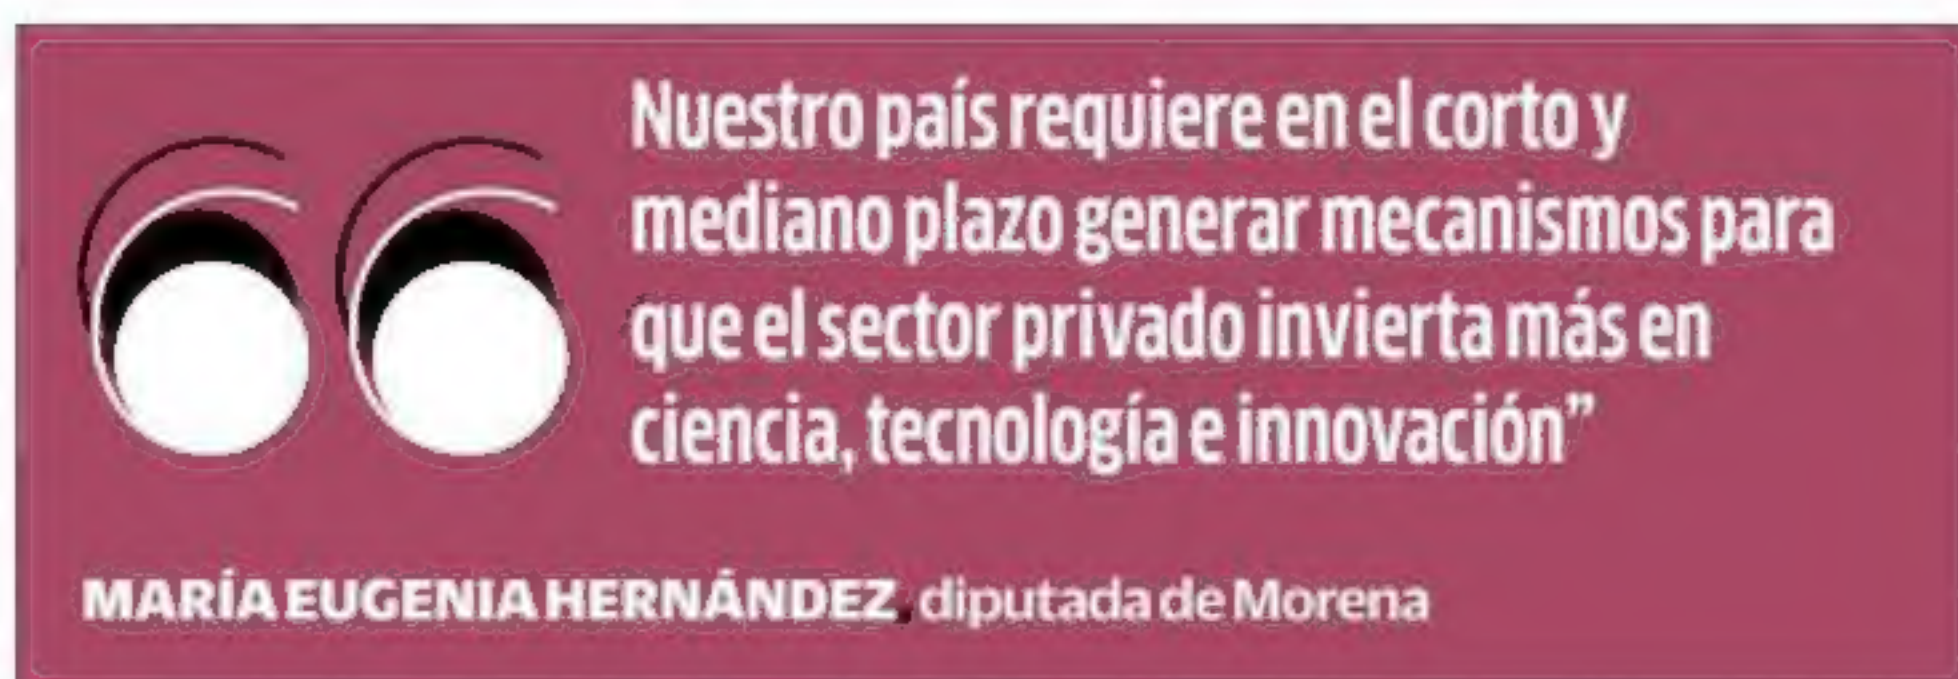 Nuestro país requiere en el corto y
mediano plazo generar mecanismos para
que el sector privado invierta más en
ciencia, tecnología e innovación”
MARÍA EUGENIA HERNÁNDEZ, diputada de Morena